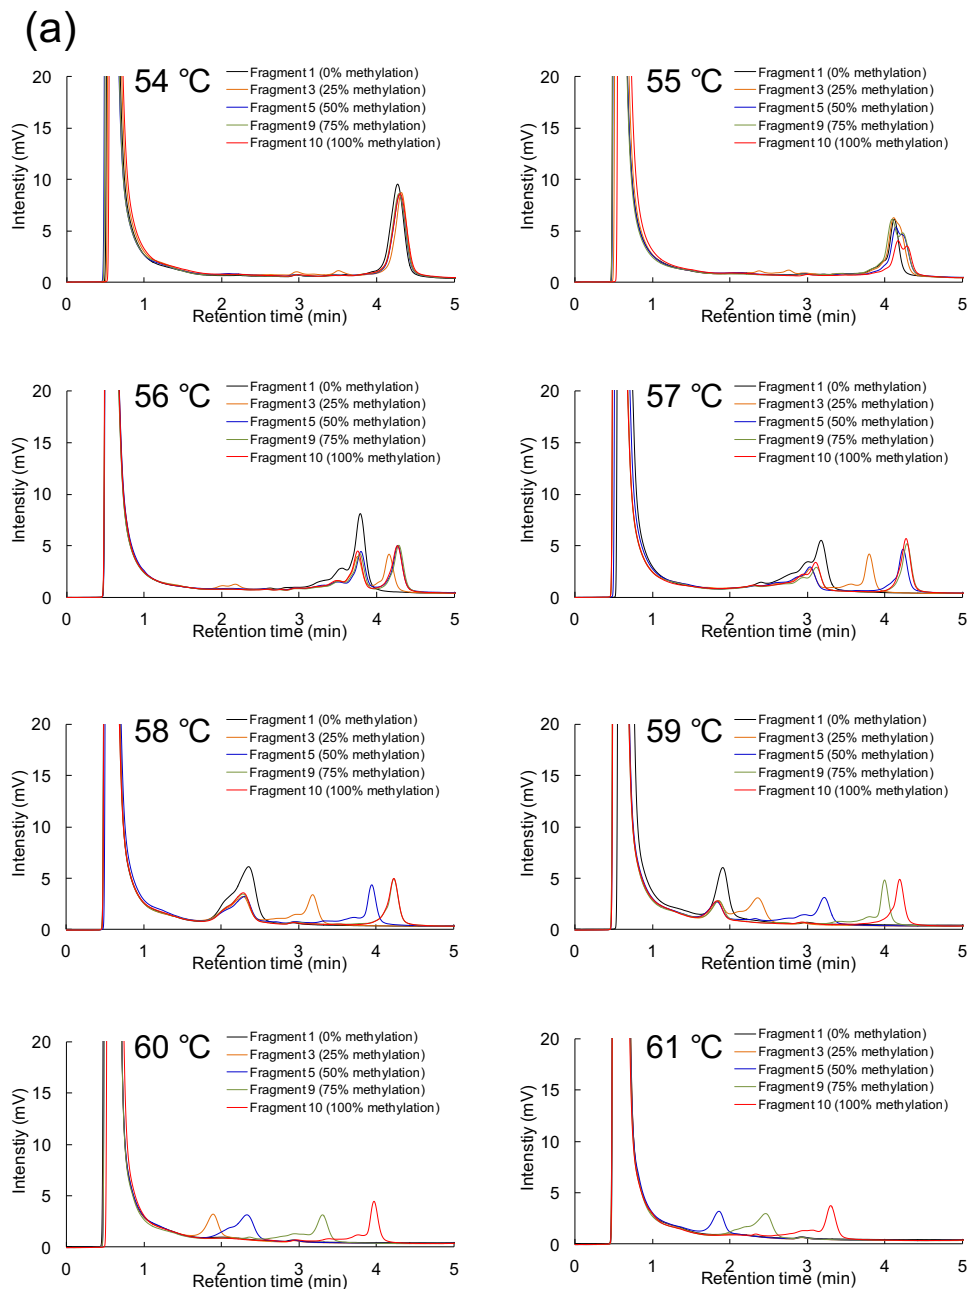 (a)
54 °C
Fragment 1 (0% methylation)
Fragment 3 (25% methylation)
Fragment 5 (50% methylation)
Fragment 9 (75% methylation)
Fragment 10 (100% methylation)
Intenstiy (mV)
20
15
10
5
0
0 1 2 3 4 5
Retention time (min)
55 °C
Fragment 1 (0% methylation)
Fragment 3 (25% methylation)
Fragment 5 (50% methylation)
Fragment 9 (75% methylation)
Fragment 10 (100% methylation)
Intenstiy (mV)
20
15
10
5
0
0 1 2 3 4 5
Retention time (min)
56 °C
Fragment 1 (0% methylation)
Fragment 3 (25% methylation)
Fragment 5 (50% methylation)
Fragment 9 (75% methylation)
Fragment 10 (100% methylation)
Intenstiy (mV)
20
15
10
5
0
0 1 2 3 4 5
Retention time (min)
57 °C
Fragment 1 (0% methylation)
Fragment 3 (25% methylation)
Fragment 5 (50% methylation)
Fragment 9 (75% methylation)
Fragment 10 (100% methylation)
Intenstiy (mV)
20
15
10
5
0
0 1 2 3 4 5
Retention time (min)
58 °C
Fragment 1 (0% methylation)
Fragment 3 (25% methylation)
Fragment 5 (50% methylation)
Fragment 9 (75% methylation)
Fragment 10 (100% methylation)
Intenstiy (mV)
20
15
10
5
0
0 1 2 3 4 5
Retention time (min)
59 °C
Fragment 1 (0% methylation)
Fragment 3 (25% methylation)
Fragment 5 (50% methylation)
Fragment 9 (75% methylation)
Fragment 10 (100% methylation)
Intenstiy (mV)
20
15
10
5
0
0 1 2 3 4 5
Retention time (min)
60 °C
Fragment 1 (0% methylation)
Fragment 3 (25% methylation)
Fragment 5 (50% methylation)
Fragment 9 (75% methylation)
Fragment 10 (100% methylation)
Intenstiy (mV)
20
15
10
5
0
0 1 2 3 4 5
Retention time (min)
61 °C
Fragment 1 (0% methylation)
Fragment 3 (25% methylation)
Fragment 5 (50% methylation)
Fragment 9 (75% methylation)
Fragment 10 (100% methylation)
Intenstiy (mV)
20
15
10
5
0
0 1 2 3 4 5
Retention time (min)